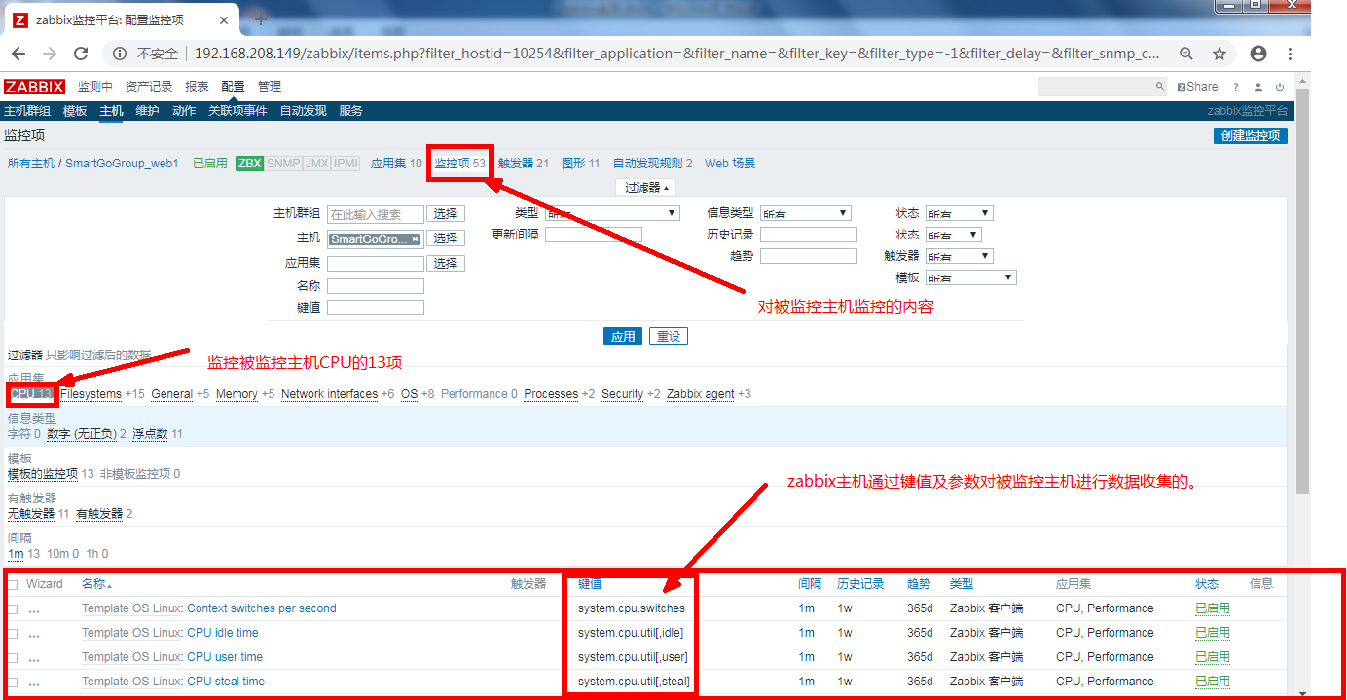 zabbix监控平台: 配置监控项
不安全 | 192.168.208.149/zabbix/items.php?filter_hostid=10254&filter_application=&filter_name=&filter_key=&filter_type=-1&filter_delay=&filter_snmp_c...
ZABBIX 监测中 资产记录 报表 配置 管理 Share ?
主机群组 模板 主机 维护 动作 关联项事件 自动发现 服务 zabbix监控平台
监控项 创建监控项
所有主机 / SmartGoGroup_web1 已启用 ZBX SNMP JMX IPMI 应用集 10 监控项 53 触发器 21 图形 11 自动发现规则 2 Web 场景
过滤器
主机群组 在此输入搜索 选择 类型 所有 信息类型 所有 状态 所有
主机 SmartGoGro... 选择 更新间隔 历史记录 状态 所有
应用集 选择 趋势 触发器 所有
名称 模板 所有
键值
对被监控主机监控的内容
应用 重设
过滤器 只影响过滤后的数据
监控被监控主机CPU的13项
应用集
CPU 13 Filesystems +15 General +5 Memory +5 Network interfaces +6 OS +8 Performance 0 Processes +2 Security +2 Zabbix agent +3
信息类型
字符 0 数字 (无正负) 2 浮点数 11
模板
模板的监控项 13 非模板监控项 0
zabbix主机通过键值及参数对被监控主机进行数据收集的。
有触发器
无触发器 11 有触发器 2
间隔
1m 13 10m 0 1h 0
Wizard 名称 触发器 键值 间隔 历史记录 趋势 类型 应用集 状态 信息
... Template OS Linux: Context switches per second system.cpu.switches 1m 1w 365d Zabbix 客户端 CPU, Performance 已启用
... Template OS Linux: CPU idle time system.cpu.util[,idle] 1m 1w 365d Zabbix 客户端 CPU, Performance 已启用
... Template OS Linux: CPU user time system.cpu.util[,user] 1m 1w 365d Zabbix 客户端 CPU, Performance 已启用
... Template OS Linux: CPU steal time system.cpu.util[,steal] 1m 1w 365d Zabbix 客户端 CPU, Performance 已启用